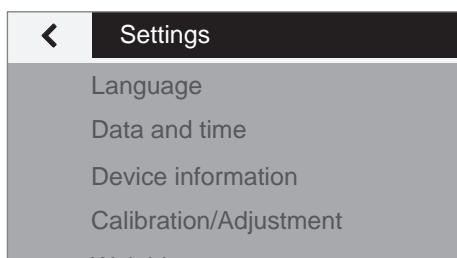 Settings
Language
Data and time
Device information
Calibration/Adjustment